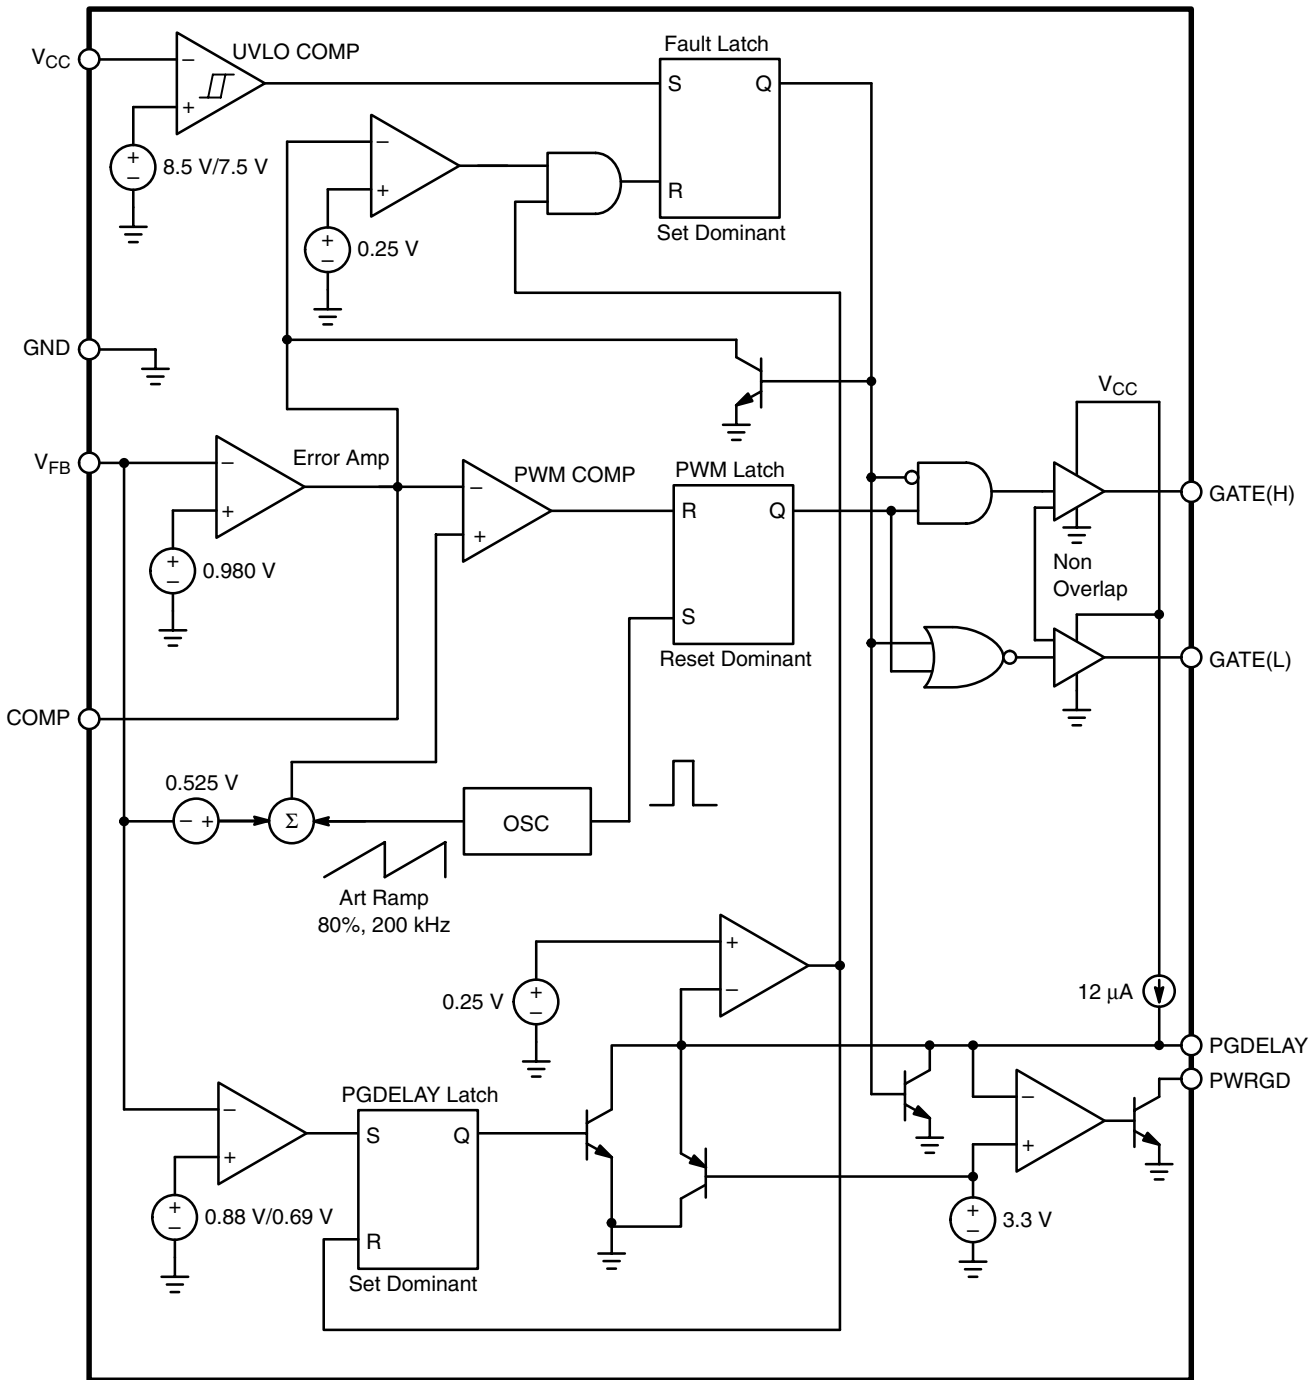 VCC
UVLO COMP
− +
8.5 V/7.5 V
+ −
− +
0.25 V
+ −
Fault Latch
S Q
R
Set Dominant
GND
VFB
− +
Error Amp
0.980 V
+ −
− +
PWM COMP
PWM Latch
R Q
S
Reset Dominant
VCC
GATE(H)
Non
Overlap
GATE(L)
COMP
0.525 V
− +
Σ
OSC
Art Ramp
80%, 200 kHz
0.25 V
+ −
+ −
12 μA
PGDELAY
PWRGD
− +
0.88 V/0.69 V
+ −
PGDELAY Latch
S Q
R
Set Dominant
− +
3.3 V
+ −